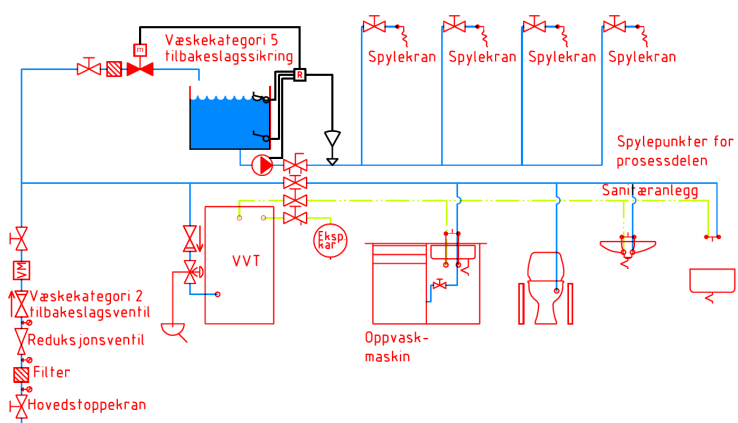 Væskekategori 5
tilbakeslagssikring
m
R
Spylekran
Spylekran
Spylekran
Spylekran
Spylepunkter for
prosessdelen
Sanitæranlegg
VM
VVT
Eksp.
kar
Væskekategori 2
tilbakeslagsventil
Reduksjonsventil
Filter
Hovedstoppekran
Oppvask-
maskin